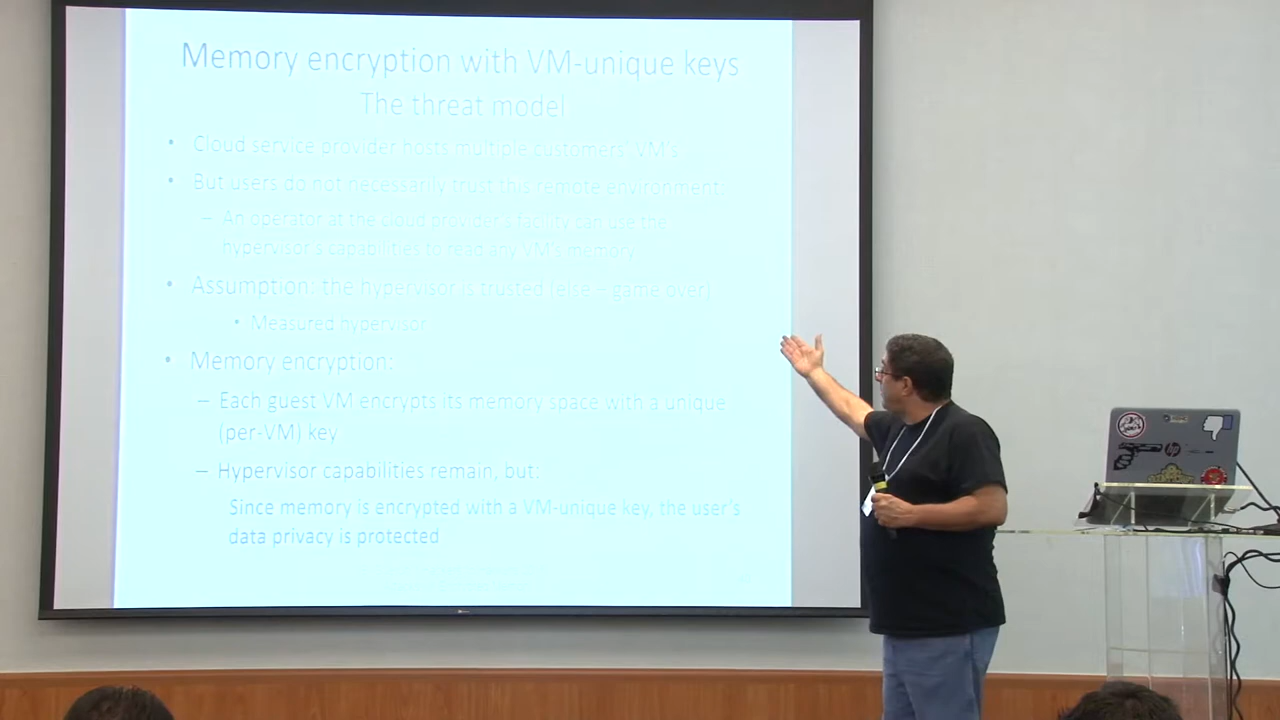 Memory encryption with VM-unique keys
The threat model
• Cloud service provider hosts multiple customers' VM's
• But users do not necessarily trust this remote environment:
– An operator at the cloud provider's facility can use the
hypervisor's capabilities to read any VM's memory
• Assumption: the hypervisor is trusted (else – game over)
• Measured hypervisor
• Memory encryption:
– Each guest VM encrypts its memory space with a unique
(per-VM) key
– Hypervisor capabilities remain, but:
Since memory is encrypted with a VM-unique key, the user's
data privacy is protected
hp